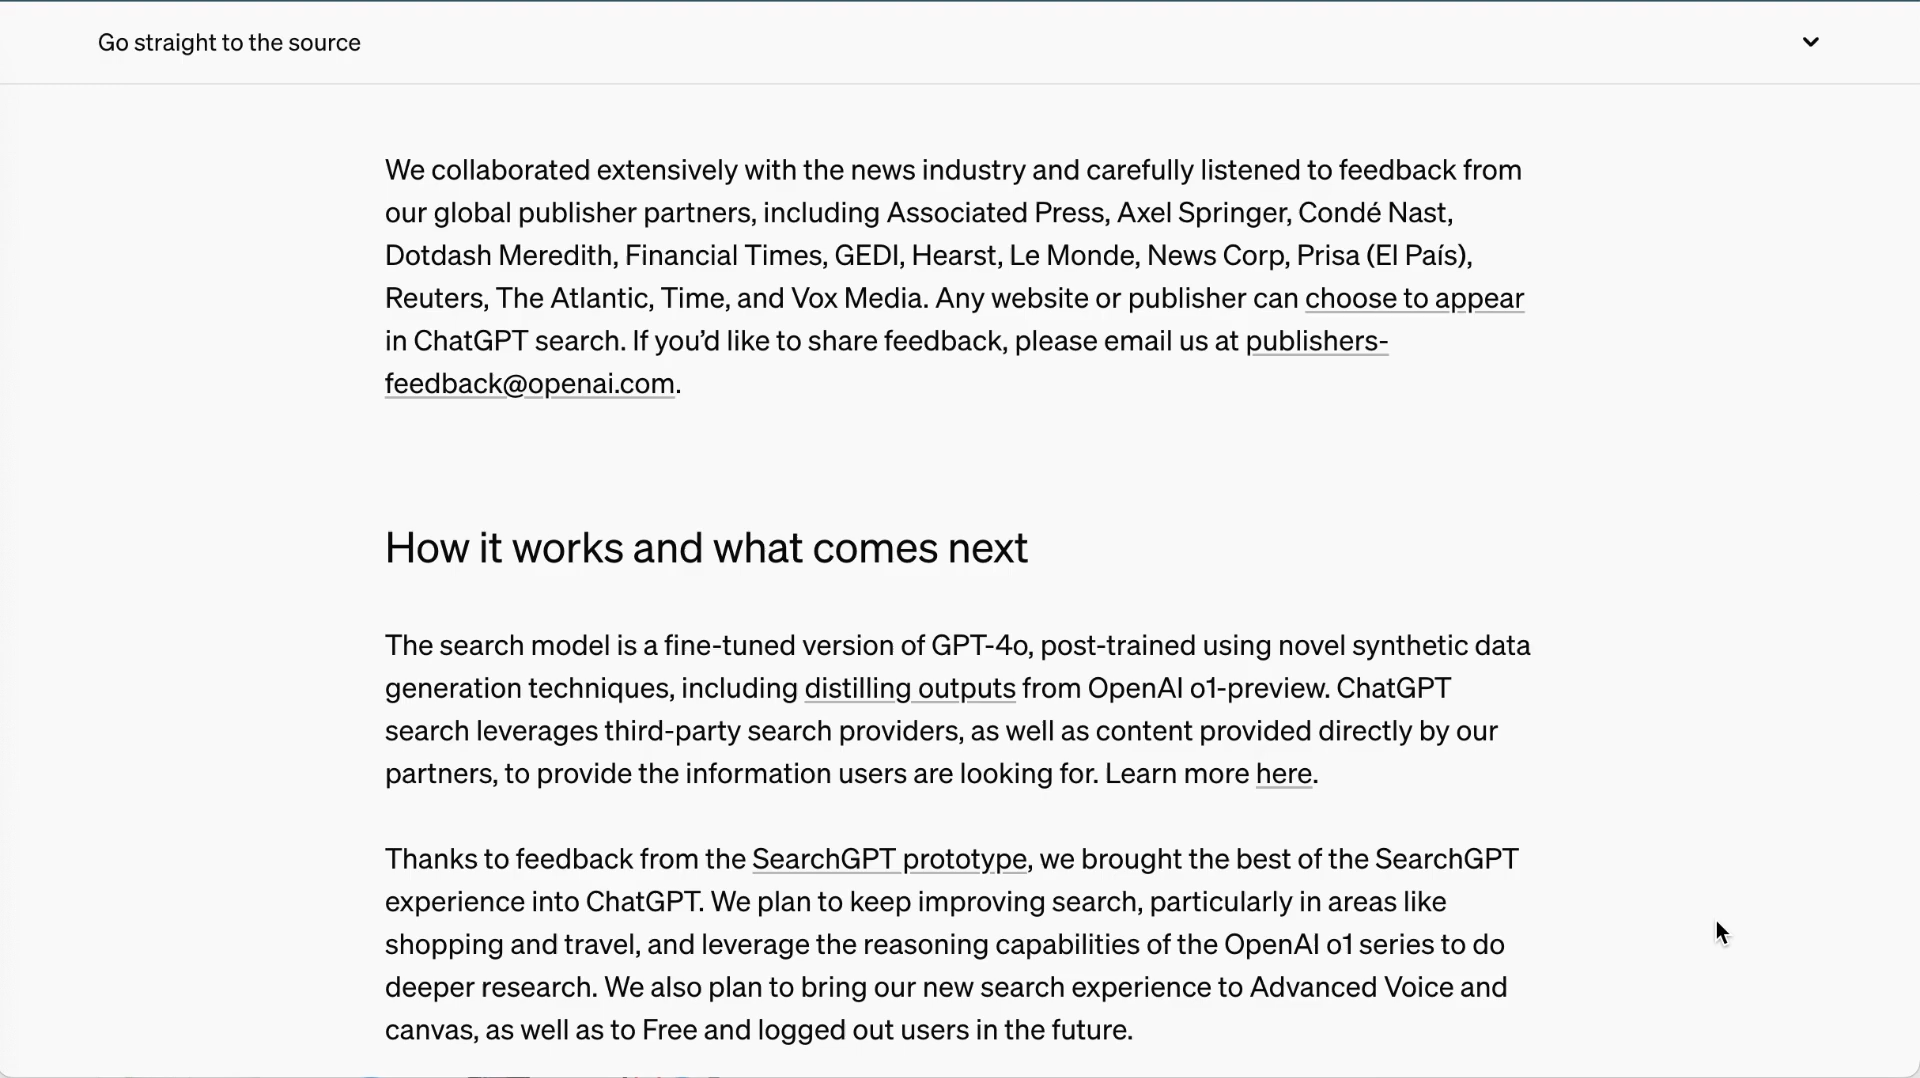 Go straight to the source
We collaborated extensively with the news industry and carefully listened to feedback from
our global publisher partners, including Associated Press, Axel Springer, Condé Nast,
Dotdash Meredith, Financial Times, GEDI, Hearst, Le Monde, News Corp, Prisa (El País),
Reuters, The Atlantic, Time, and Vox Media. Any website or publisher can choose to appear
in ChatGPT search. If you’d like to share feedback, please email us at publishers-
feedback@openai.com.
How it works and what comes next
The search model is a fine-tuned version of GPT-4o, post-trained using novel synthetic data
generation techniques, including distilling outputs from OpenAI o1-preview. ChatGPT
search leverages third-party search providers, as well as content provided directly by our
partners, to provide the information users are looking for. Learn more here.
Thanks to feedback from the SearchGPT prototype, we brought the best of the SearchGPT
experience into ChatGPT. We plan to keep improving search, particularly in areas like
shopping and travel, and leverage the reasoning capabilities of the OpenAI o1 series to do
deeper research. We also plan to bring our new search experience to Advanced Voice and
canvas, as well as to Free and logged out users in the future.